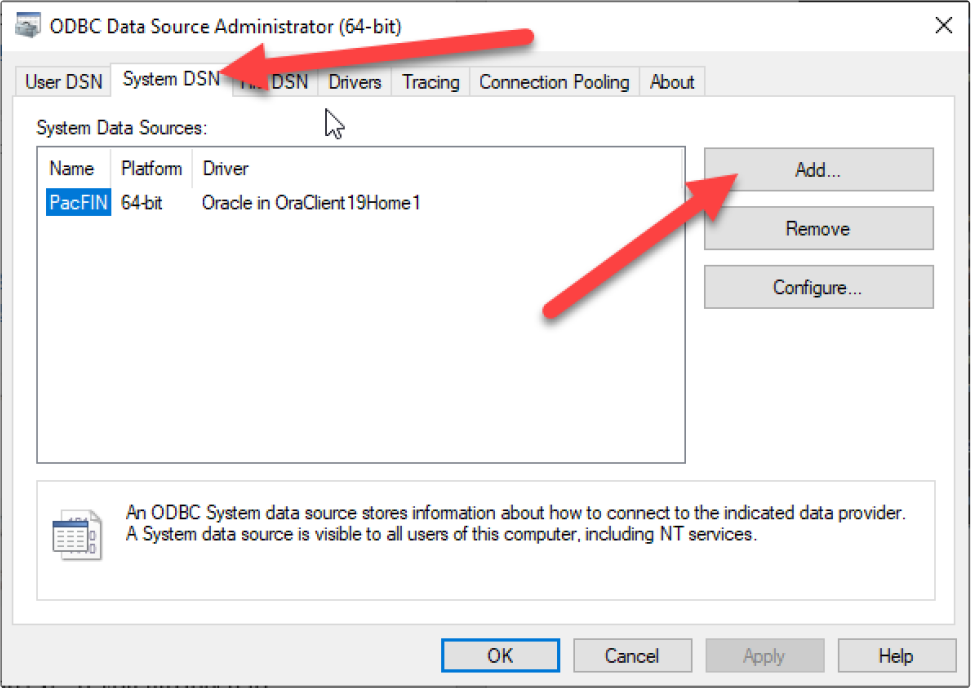 ODBC Data Source Administrator (64-bit)
User DSN System DSN DSN Drivers Tracing Connection Pooling About
System Data Sources:
Name Platform Driver
PacFIN 64-bit Oracle in OraClient19Home1
Add...
Remove
Configure...
An ODBC System data source stores information about how to connect to the indicated data provider.
A System data source is visible to all users of this computer, including NT services.
OK Cancel Apply Help